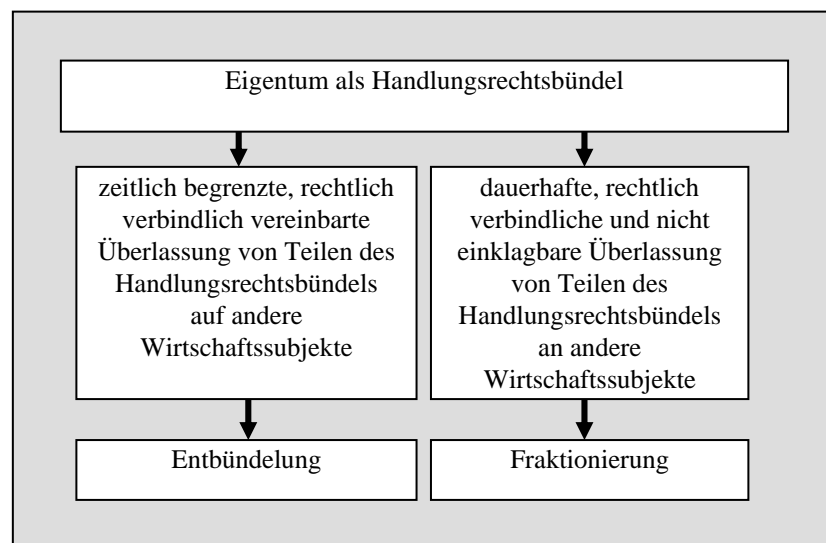 Eigentum als Handlungsrechtsbündel
zeitlich begrenzte, rechtlich
verbindlich vereinbarte
Überlassung von Teilen des
Handlungsrechtsbündels
auf andere
Wirtschaftssubjekte
dauerhafte, rechtlich
verbindliche und nicht
einklagbare Überlassung
von Teilen des
Handlungsrechtsbündels
an andere
Wirtschaftssubjekte
Entbündelung
Fraktionierung